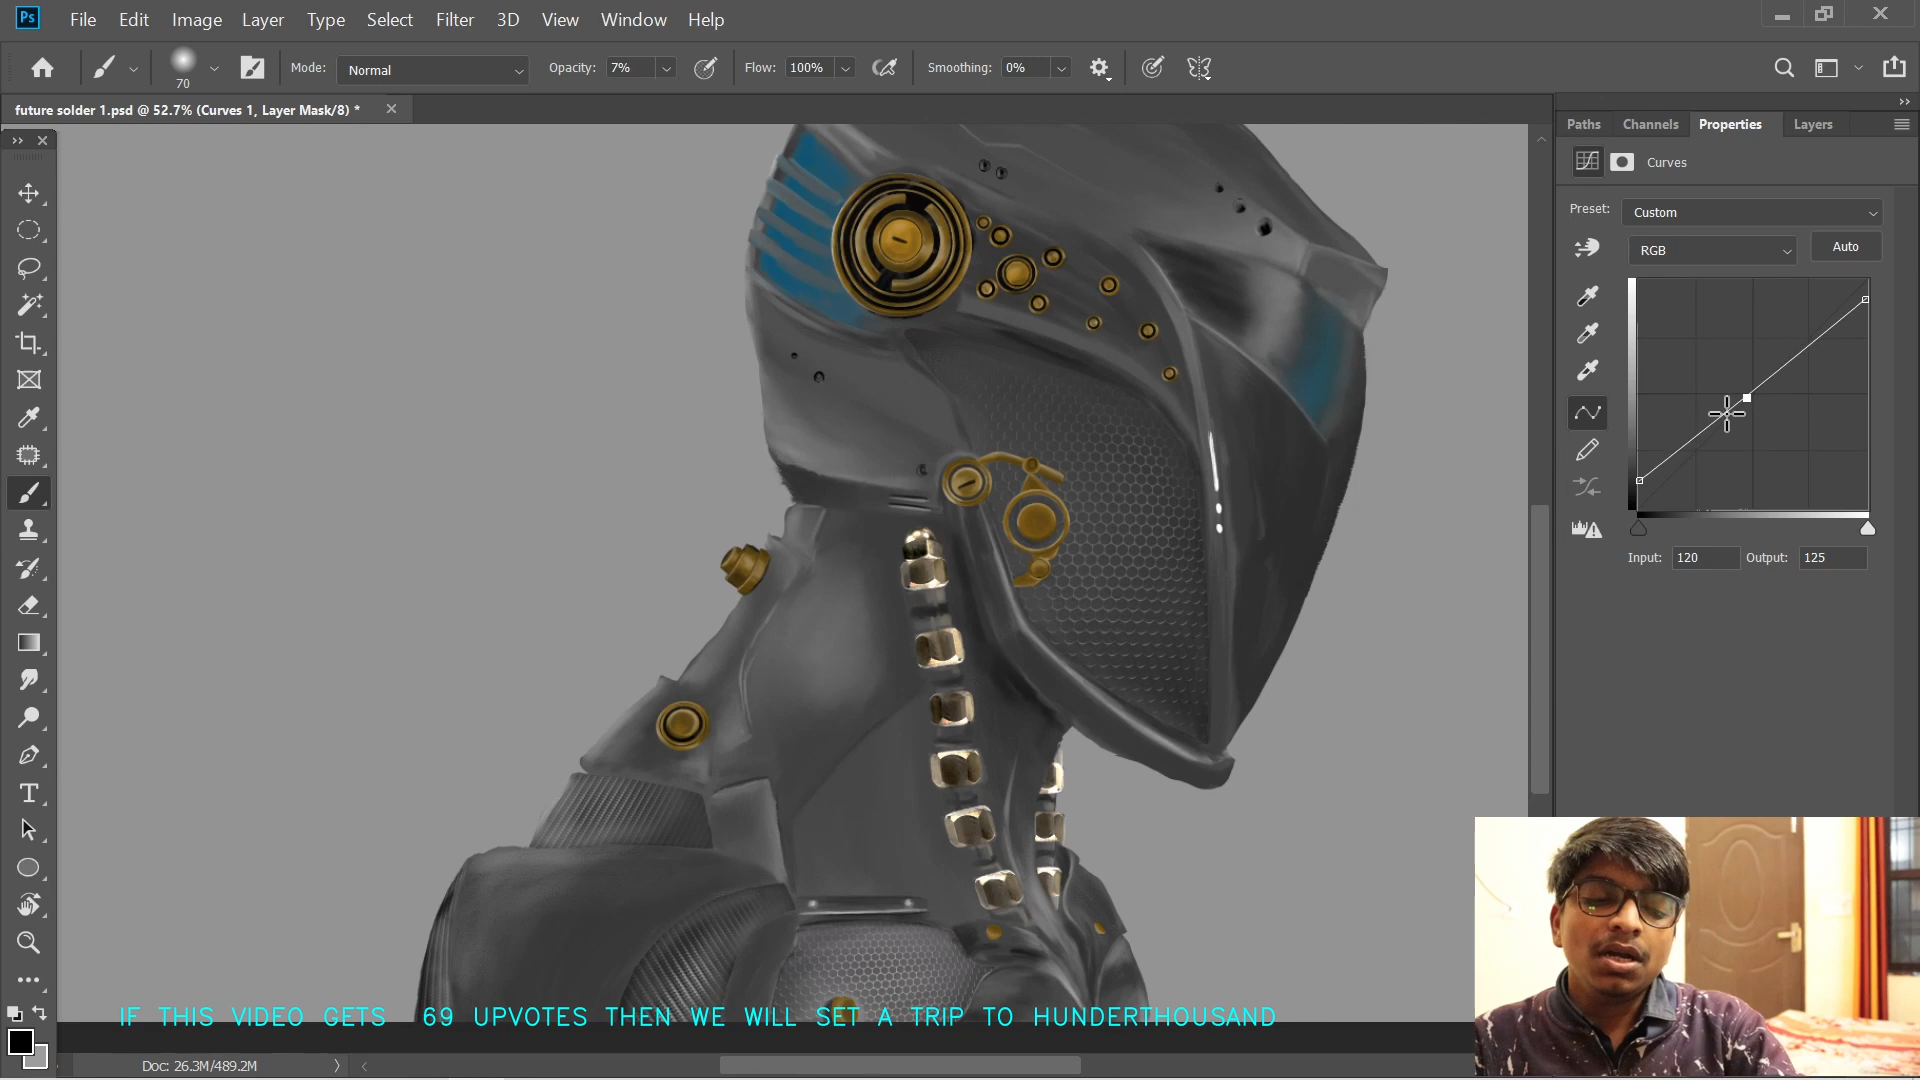 Ps File Edit Image Layer Type Select Filter 3D View Window Help
70 Mode: Normal Opacity: 7% Flow: 100% Smoothing: 0%
future solder 1.psd @ 52.7% (Curves 1, Layer Mask/8) *
Paths Channels Properties Layers
Curves
Preset: Custom
RGB Auto
Input: 120 Output: 125
IF THIS VIDEO GETS 69 UPVOTES THEN WE WILL SET A TRIP TO HUNDERTHOUSAND
Doc: 26.3M/489.2M